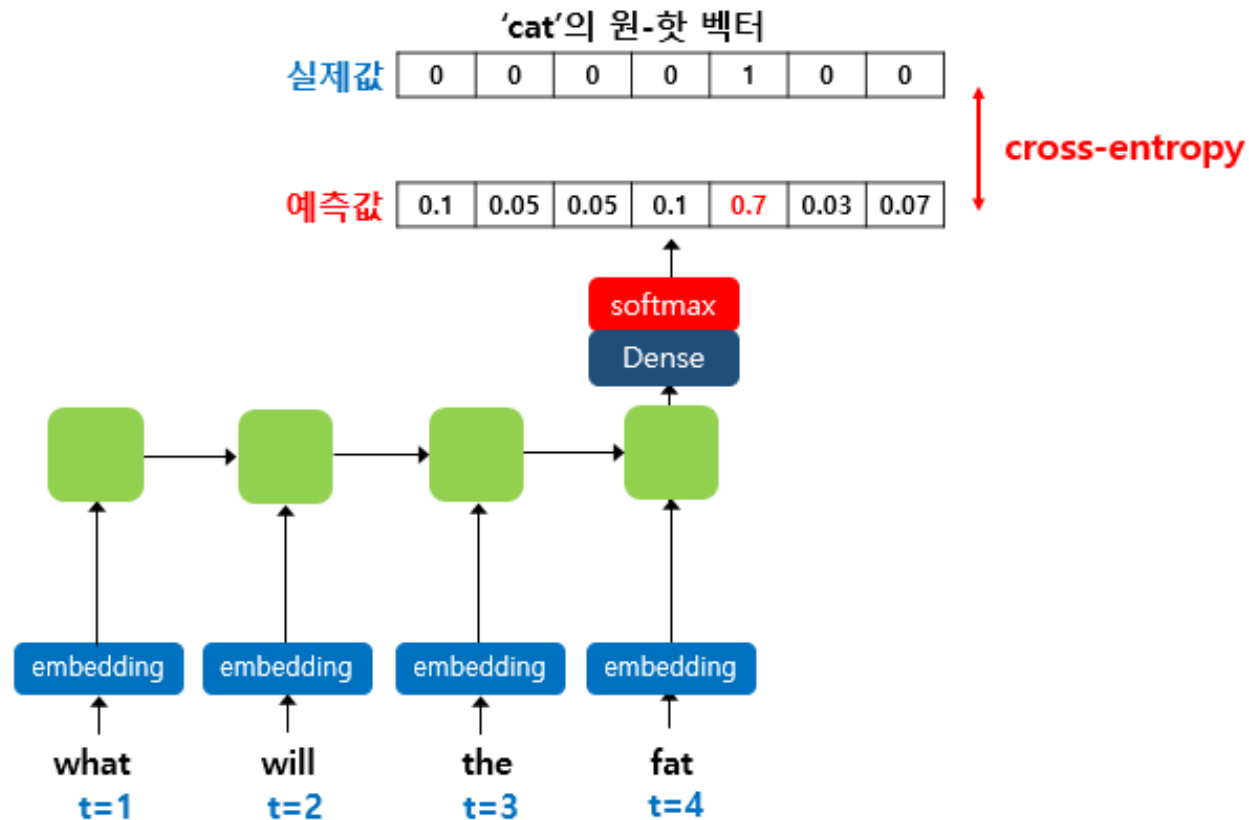 ‘cat’의 원-핫 벡터
실제값 0 0 0 0 1 0 0
cross-entropy
예측값 0.1 0.05 0.05 0.1 0.7 0.03 0.07
softmax
Dense
embedding embedding embedding embedding
what will the fat
t=1 t=2 t=3 t=4